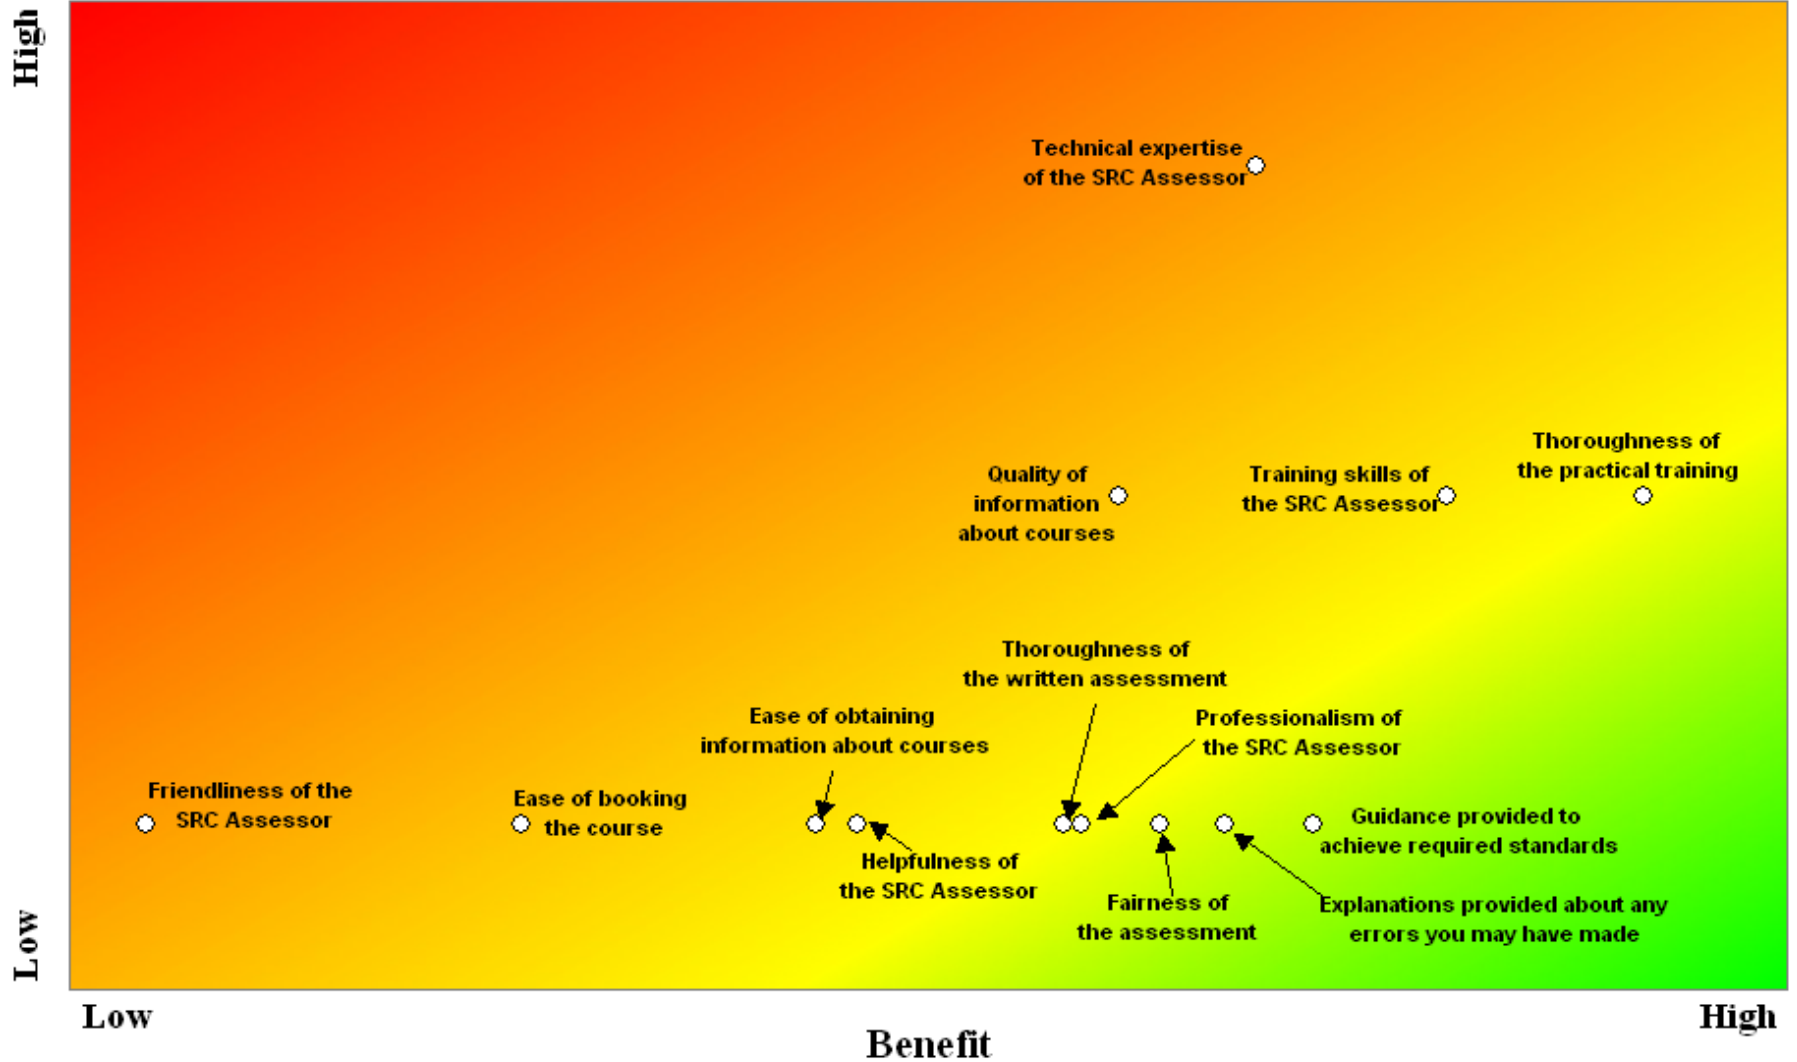 High
Technical expertise
of the SRC Assessor
Thoroughness of
the practical training
Quality of
information
about courses
Training skills of
the SRC Assessor
Thoroughness of
the written assessment
Ease of obtaining
information about courses
Professionalism of
the SRC Assessor
Friendliness of the
SRC Assessor
Ease of booking
the course
Guidance provided to
achieve required standards
Helpfulness of
the SRC Assessor
Fairness of
the assessment
Explanations provided about any
errors you may have made
Low
Low
High
Benefit